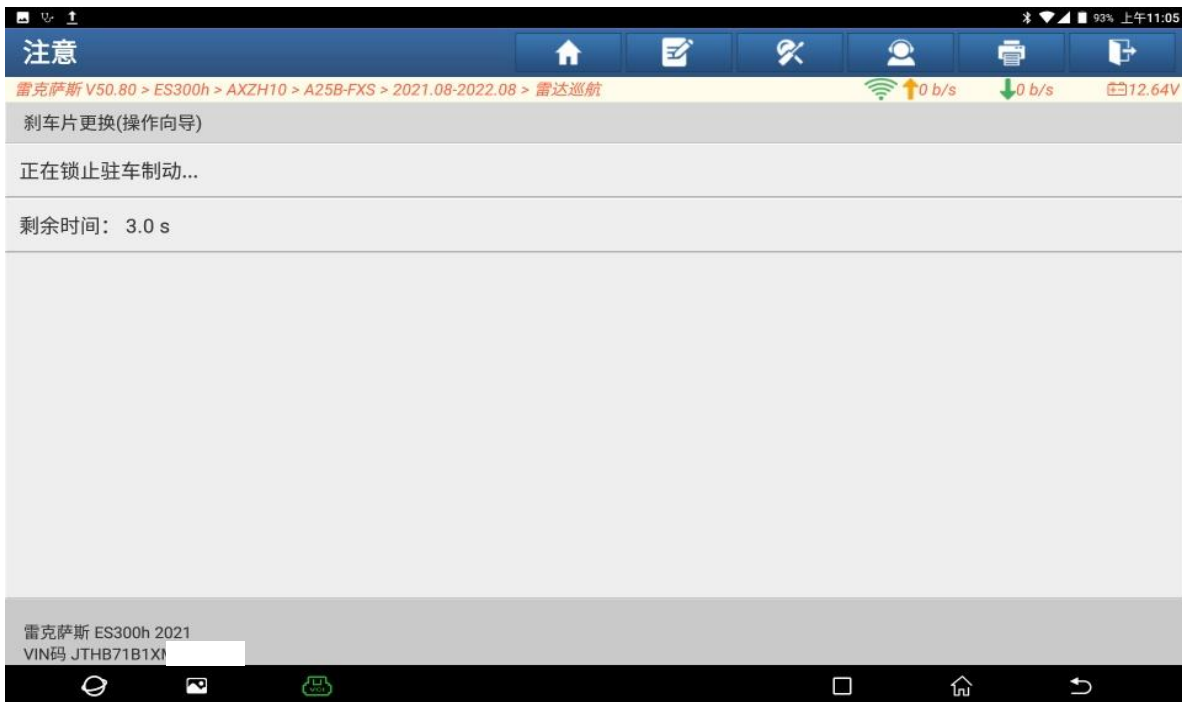 93% 上午11:05
注意
雷克萨斯 V50.80 > ES300h > AXZH10 > A25B-FXS > 2021.08-2022.08 > 雷达巡航
0 b/s
0 b/s
12.64V
刹车片更换(操作向导)
正在锁止驻车制动...
剩余时间： 3.0 s
雷克萨斯 ES300h 2021
VIN码 JTHB71B1X
VCI